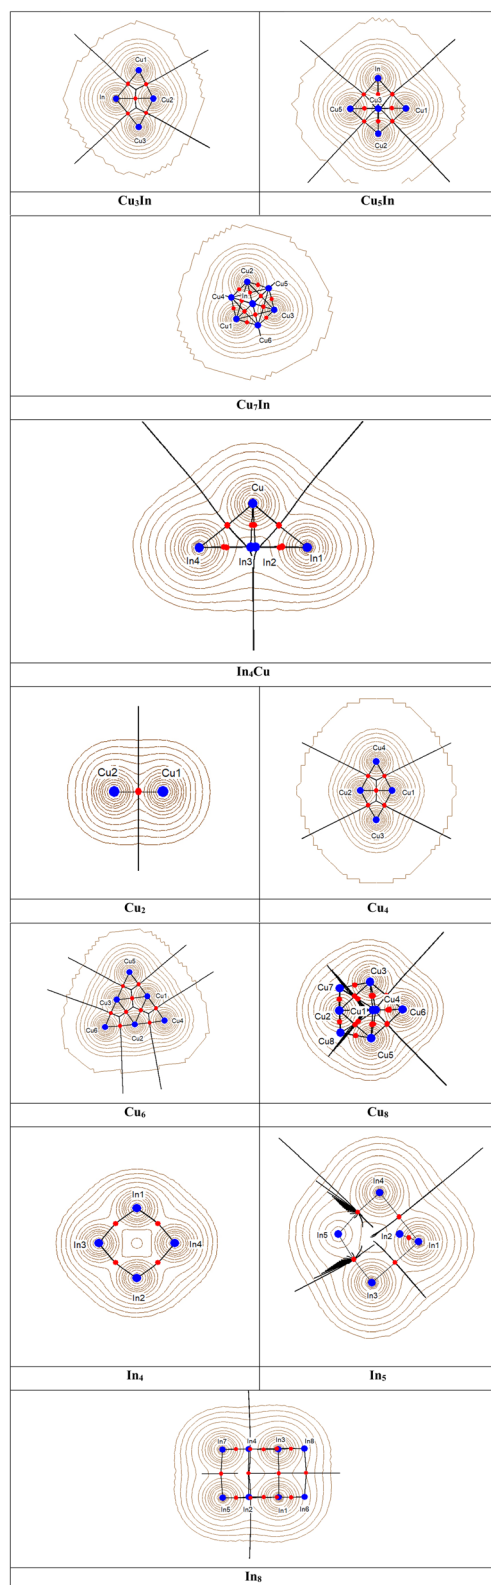 Cu1
In
Cu2
Cu3
Cu₃In
In
Cu5
Cu3
Cu1
Cu2
Cu₅In
Cu2
Cu5
Cu4
In
Cu3
Cu1
Cu6
Cu₇In
Cu
In4
In3
In2
In1
In₄Cu
Cu2
Cu1
Cu₂
Cu4
Cu2
Cu1
Cu3
Cu₄
Cu5
Cu3
Cu1
Cu6
Cu2
Cu4
Cu₆
Cu3
Cu7
Cu4
Cu2
Cu1
Cu6
Cu8
Cu5
Cu₈
In1
In3
In4
In2
In₄
In4
In5
In2
In1
In3
In₅
In7
In4
In3
In8
In5
In2
In1
In6
In₈